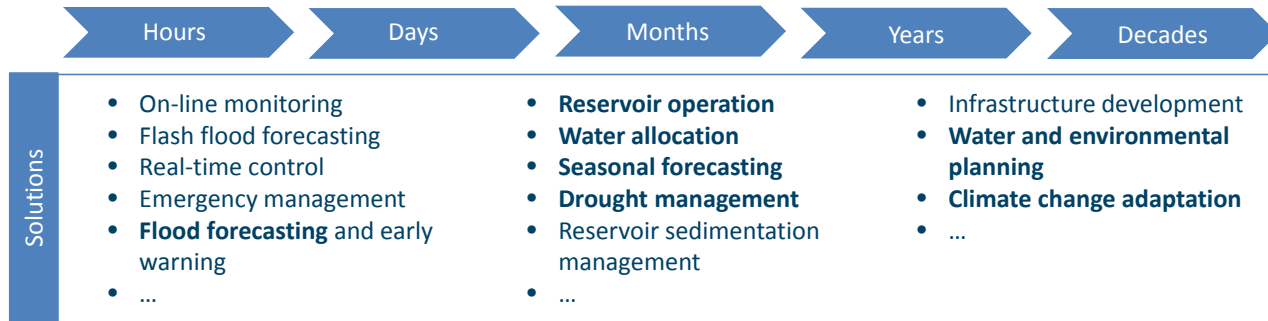 Hours
Days
Months
Years
Decades
Solutions
• On-line monitoring
• Flash flood forecasting
• Real-time control
• Emergency management
• Flood forecasting and early
warning
• ...
• Reservoir operation
• Water allocation
• Seasonal forecasting
• Drought management
• Reservoir sedimentation
management
• ...
• Infrastructure development
• Water and environmental
planning
• Climate change adaptation
• ...